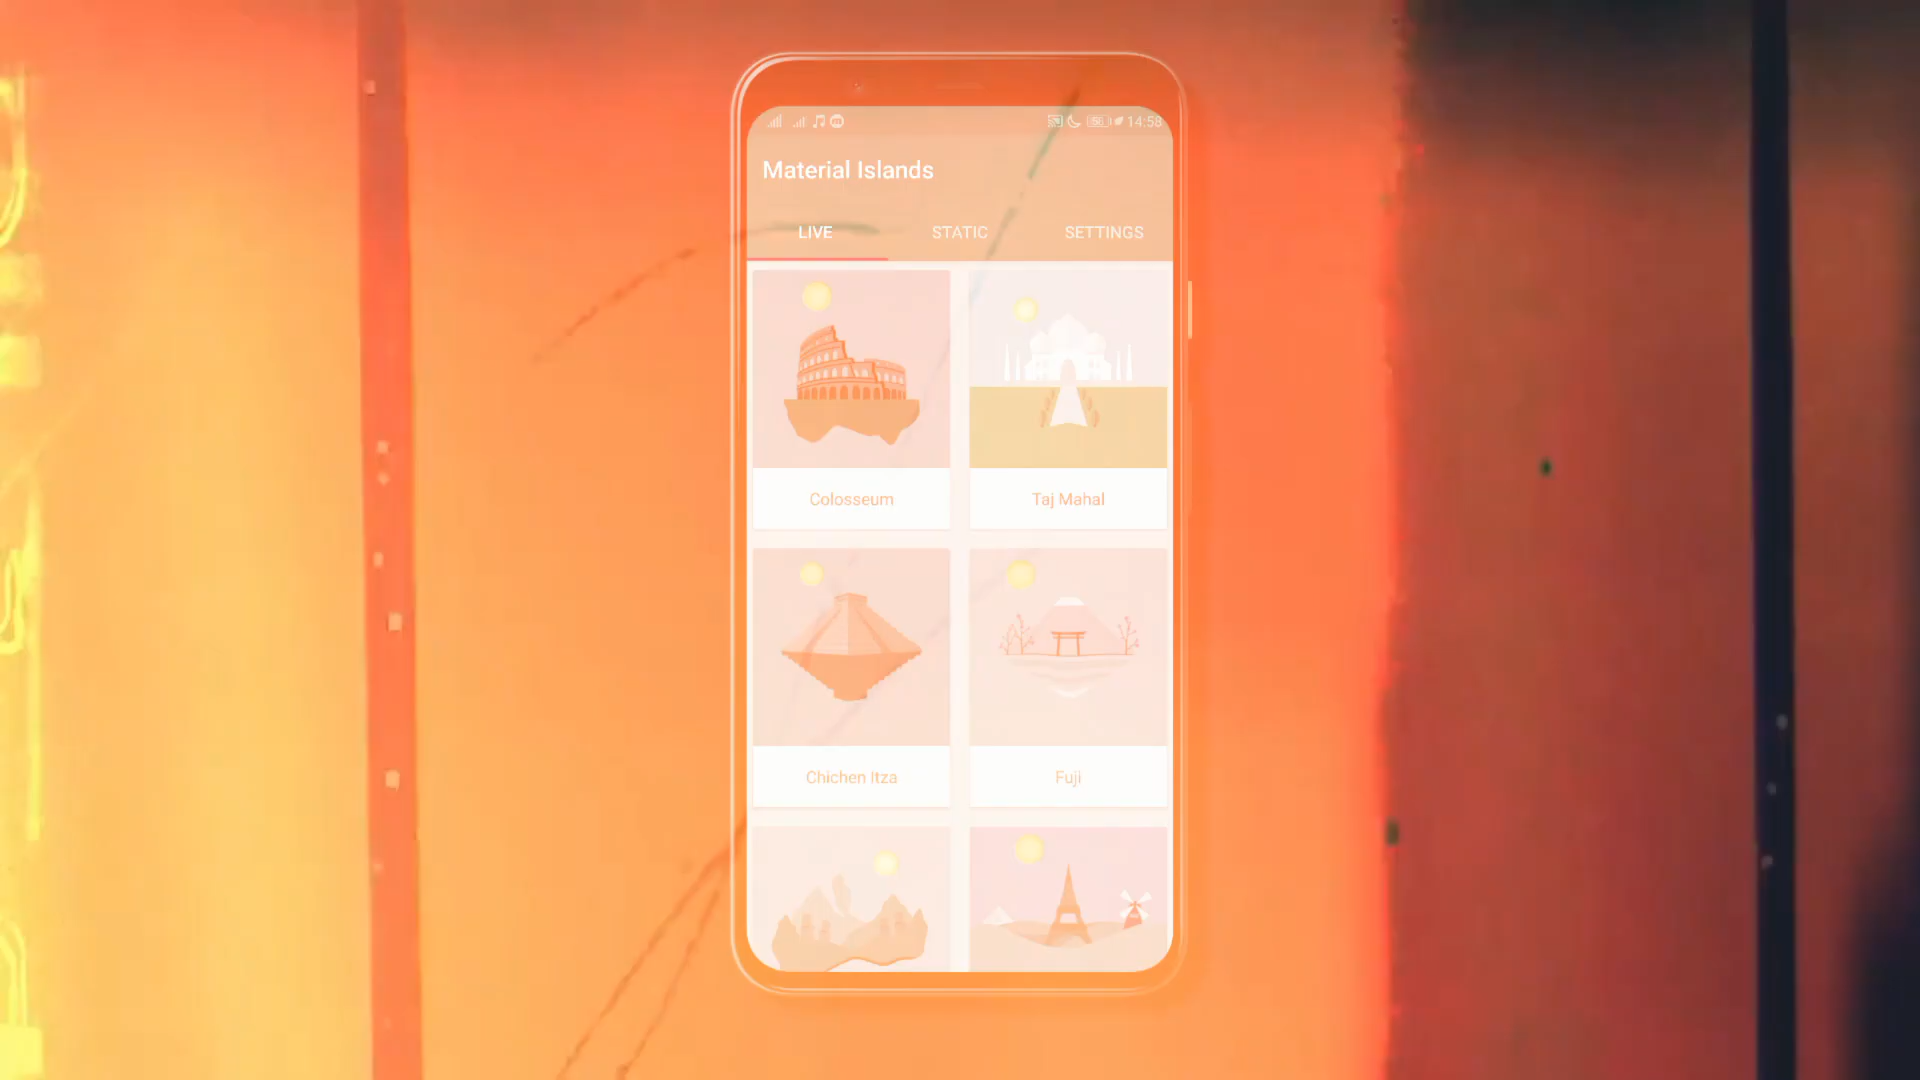 14:58
Material Islands
LIVE STATIC SETTINGS
Colosseum Taj Mahal
Chichen Itza Fuji